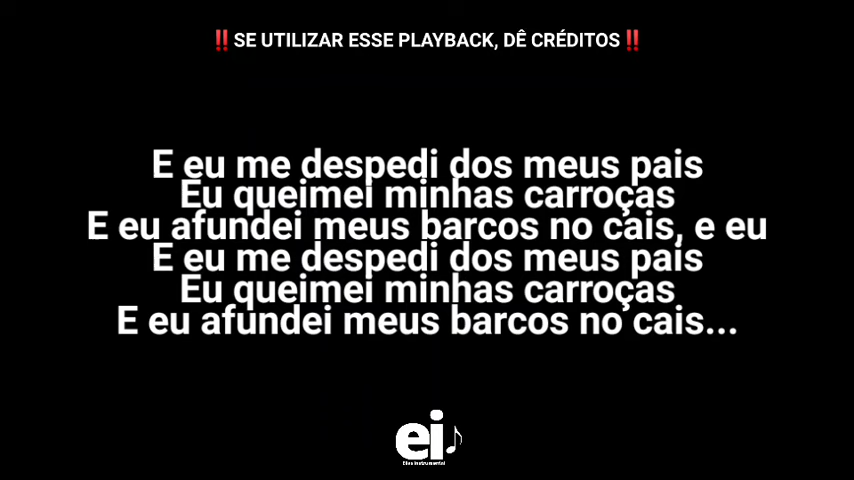 ‼️SE UTILIZAR ESSE PLAYBACK, DÊ CRÉDITOS‼️
E eu me despedi dos meus pais
Eu queimei minhas carroças
E eu afundei meus barcos no cais, e eu
E eu me despedi dos meus pais
Eu queimei minhas carroças
E eu afundei meus barcos no cais...
ei